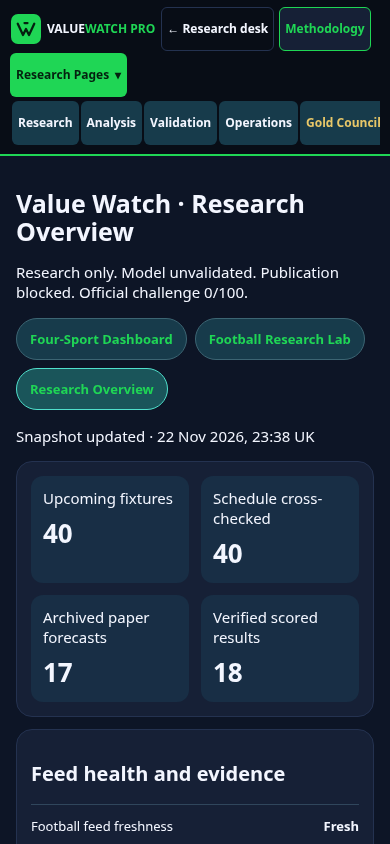 VALUEWATCH PRO
← Research desk
Methodology
Research Pages ▾
Research
Analysis
Validation
Operations
Gold Council
Value Watch · Research
Overview
Research only. Model unvalidated. Publication
blocked. Official challenge 0/100.
Four-Sport Dashboard
Football Research Lab
Research Overview
Snapshot updated · 22 Nov 2026, 23:38 UK
Upcoming fixtures
40
Schedule cross-
checked
40
Archived paper
forecasts
17
Verified scored
results
18
Feed health and evidence
Football feed freshness
Fresh